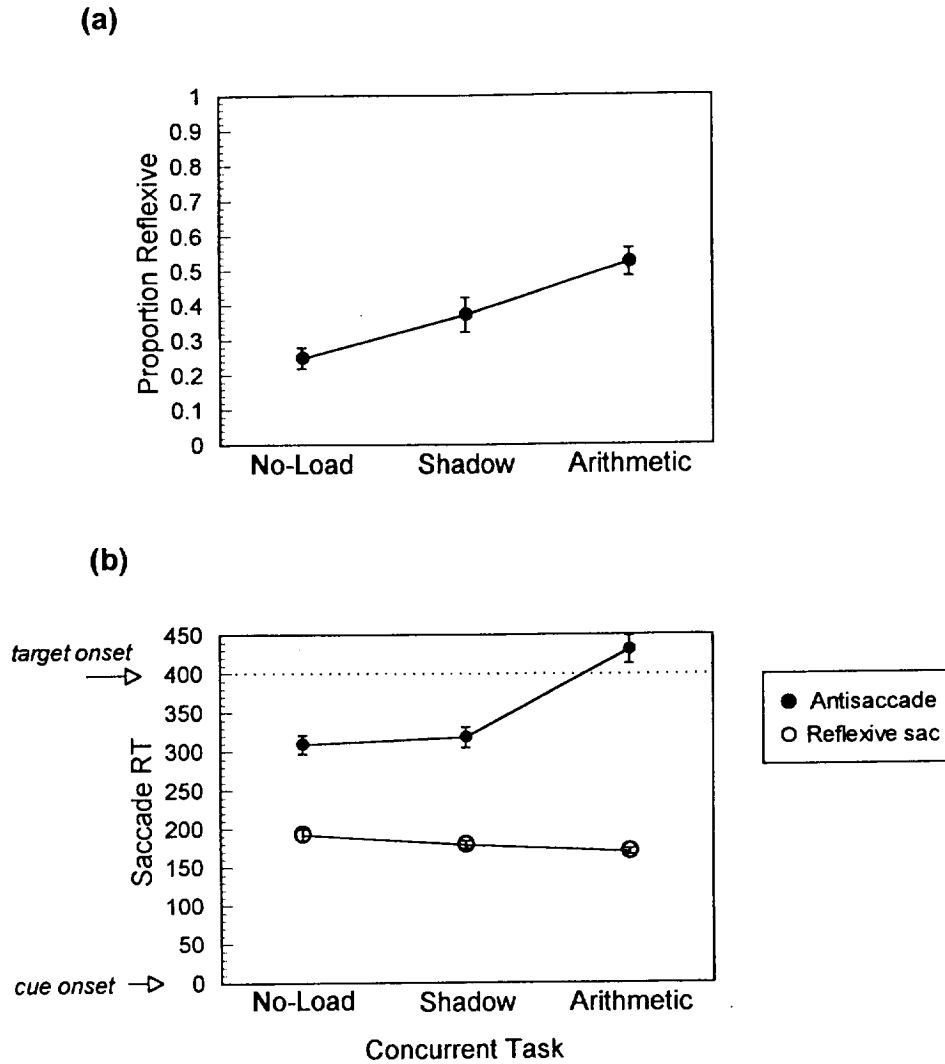 (a)
Proportion Reflexive
1
0.9
0.8
0.7
0.6
0.5
0.4
0.3
0.2
0.1
0
No-Load Shadow Arithmetic
(b)
Saccade RT
target onset
cue onset
450
400
350
300
250
200
150
100
50
0
No-Load Shadow Arithmetic
Concurrent Task
Antisaccade
Reflexive sac